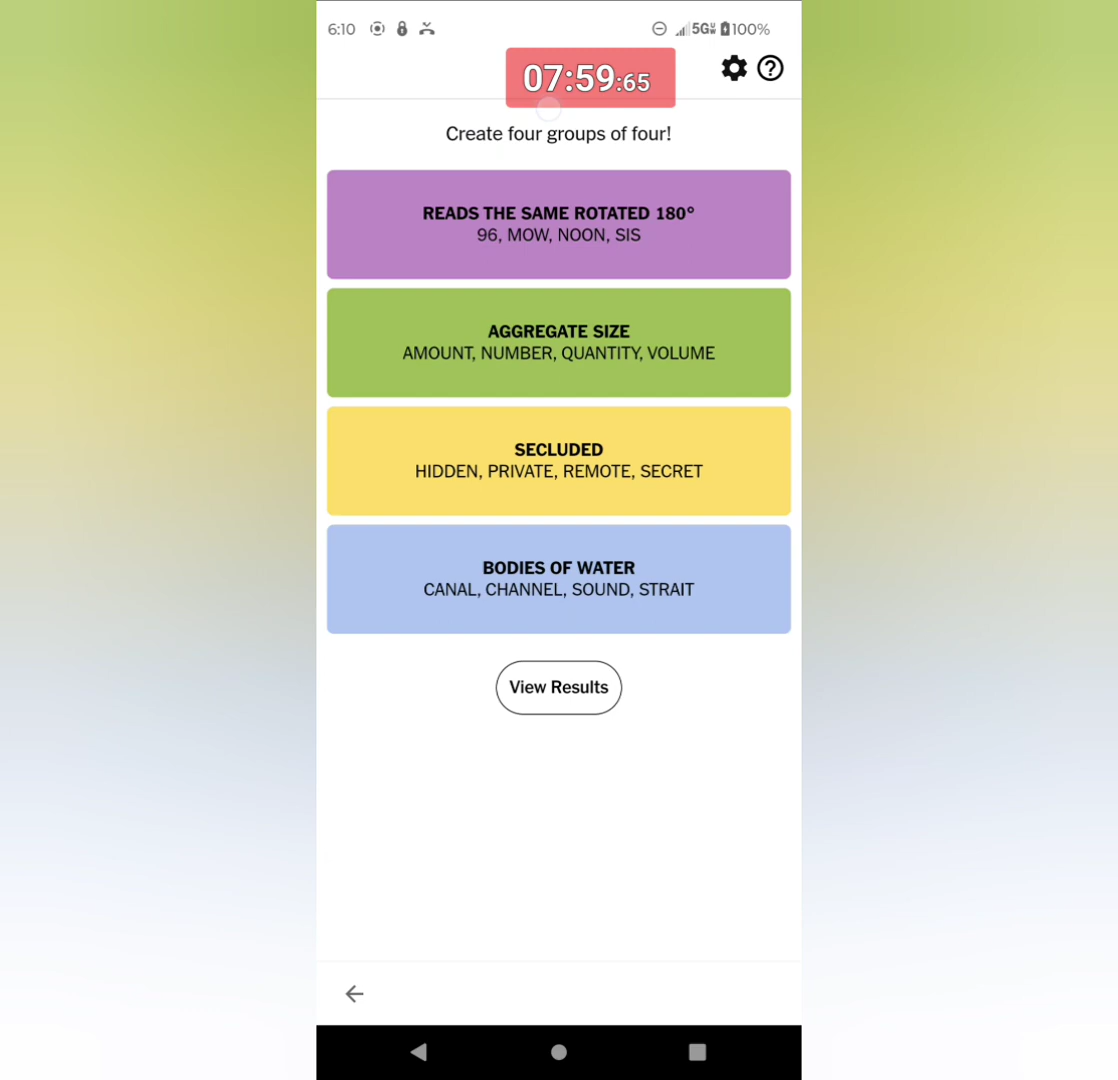 6:10 5G 100%
07:59:65
Create four groups of four!
READS THE SAME ROTATED 180°
96, MOW, NOON, SIS
AGGREGATE SIZE
AMOUNT, NUMBER, QUANTITY, VOLUME
SECLUDED
HIDDEN, PRIVATE, REMOTE, SECRET
BODIES OF WATER
CANAL, CHANNEL, SOUND, STRAIT
View Results